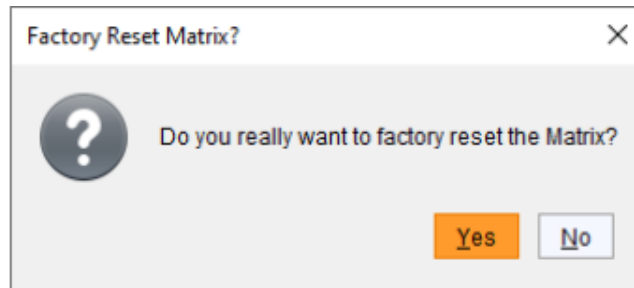 Factory Reset Matrix?
Do you really want to factory reset the Matrix?
Yes No